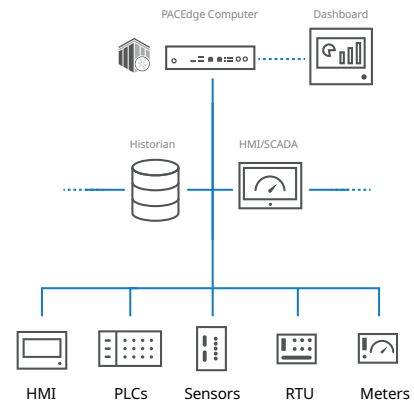 PACEdge Computer
Dashboard
Historian
HMI/SCADA
HMI
PLCs
Sensors
RTU
Meters